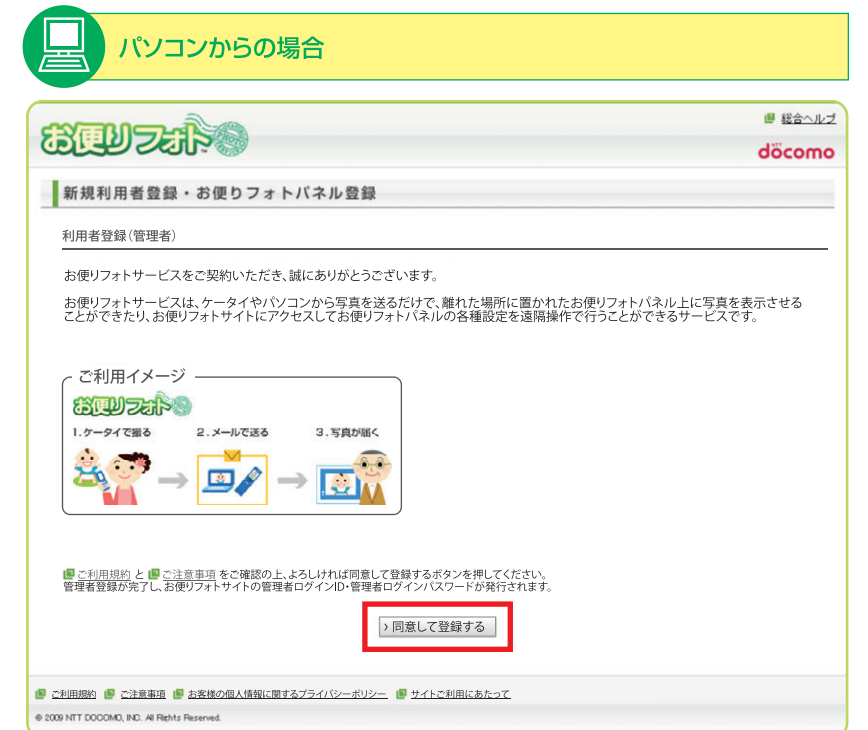 パソコンからの場合
お便りフォト
PHOTO
総合ヘルプ
NTT
döcomo
新規利用者登録・お便りフォトパネル登録
利用者登録(管理者)
お便りフォトサービスをご契約いただき、誠にありがとうございます。
お便りフォトサービスは、ケータイやパソコンから写真を送るだけで、離れた場所に置かれたお便りフォトパネル上に写真を表示させる
ことができたり、お便りフォトサイトにアクセスしてお便りフォトパネルの各種設定を遠隔操作で行うことができるサービスです。
ご利用イメージ
お便りフォト
1.ケータイで撮る 2.メールで送る 3.写真が届く
ご利用規約 と ご注意事項 をご確認の上、よろしければ同意して登録するボタンを押してください。
管理者登録が完了し、お便りフォトサイトの管理者ログインID・管理者ログインパスワードが発行されます。
同意して登録する
ご利用規約 ご注意事項 お客様の個人情報に関するプライバシーポリシー サイトご利用にあたって
© 2009 NTT DOCOMO, INC. All Rights Reserved.